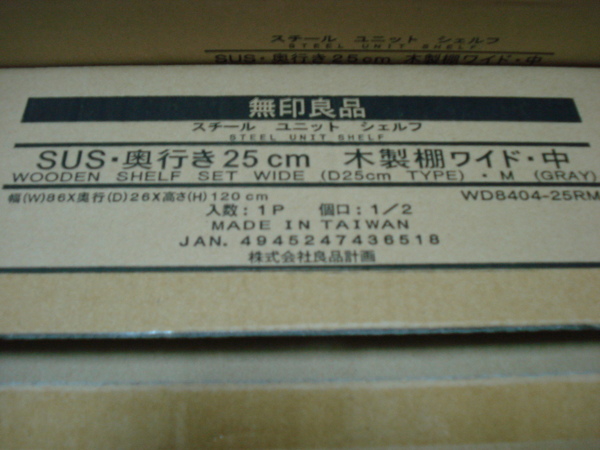 スチール ユニット シェルフ
STEEL UNIT SHELF
SUS・奥行き25cm 木製棚ワイド・中
無印良品
スチール ユニット シェルフ
STEEL UNIT SHELF
SUS・奥行き25cm 木製棚ワイド・中
WOODEN SHELF SET WIDE (D25cm TYPE)・M (GRAY)
幅(W)86X奥行(D)26X高さ(H)120cm WD8404-25RM
入数:1P 個口:1/2
MADE IN TAIWAN
JAN. 4945247436518
株式会社良品計画